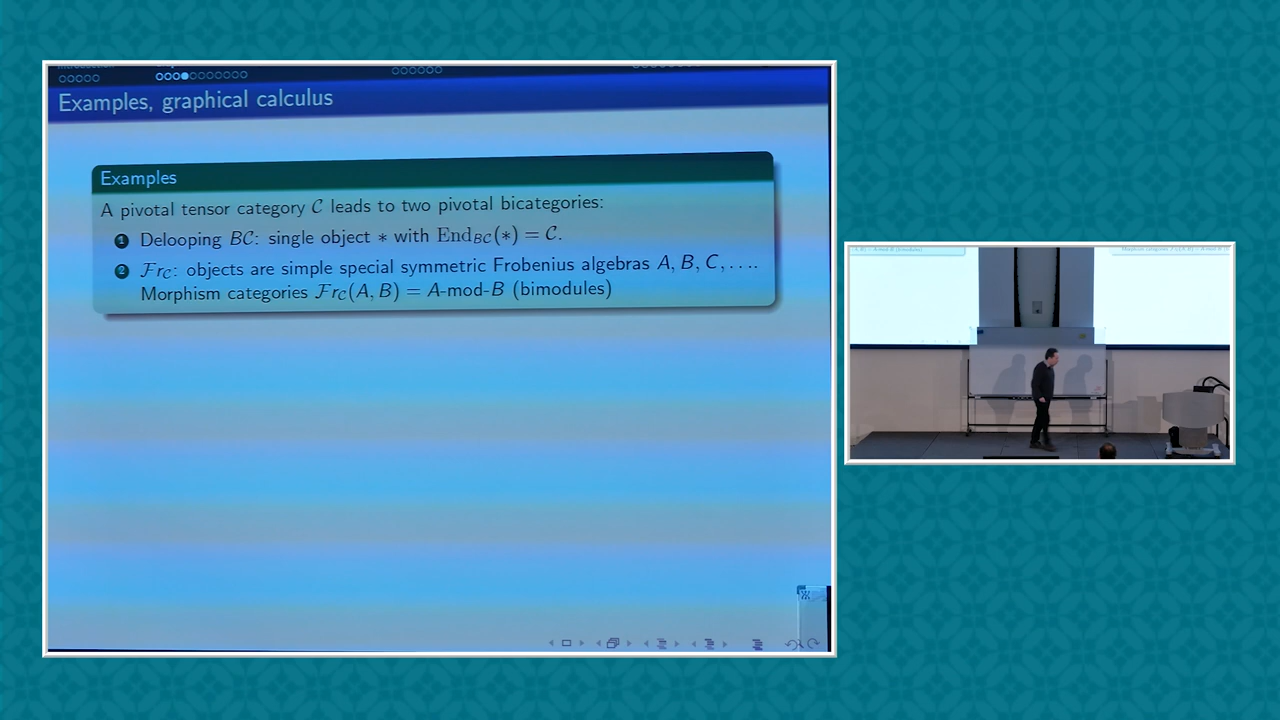 Examples, graphical calculus
Examples
A pivotal tensor category 𝒞 leads to two pivotal bicategories:
1 Delooping B𝒞: single object ∗ with End_{B𝒞}(∗) = 𝒞.
2 ℱr_𝒞: objects are simple special symmetric Frobenius algebras A, B, C, ....
Morphism categories ℱr_𝒞(A, B) = A-mod-B (bimodules)